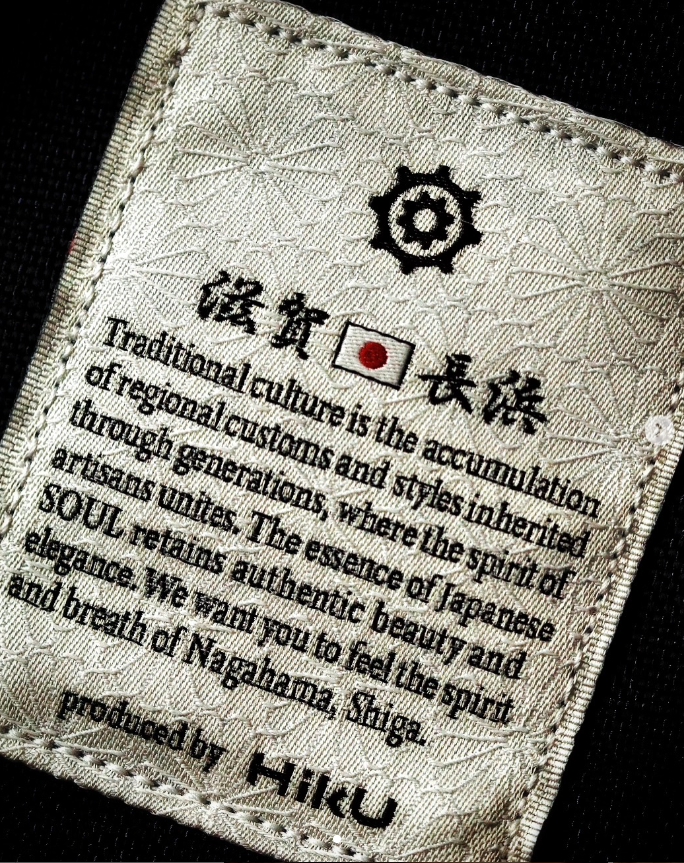 滋賀 長浜
Traditional culture is the accumulation
of regional customs and styles inherited
through generations, where the spirit of
artisans unites. The essence of Japanese
SOUL retains authentic beauty and
elegance. We want you to feel the spirit
and breath of Nagahama, Shiga.
produced by HikU